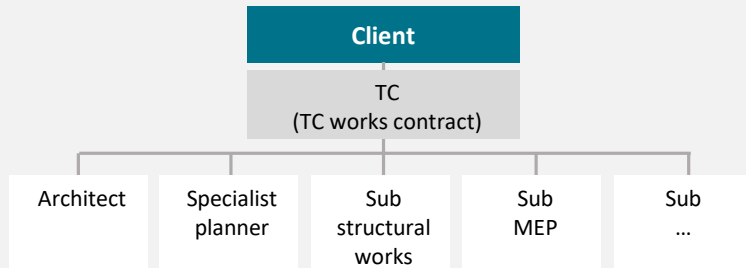 Client
TC
(TC works contract)
Architect
Specialist
planner
Sub
structural
works
Sub
MEP
Sub
...